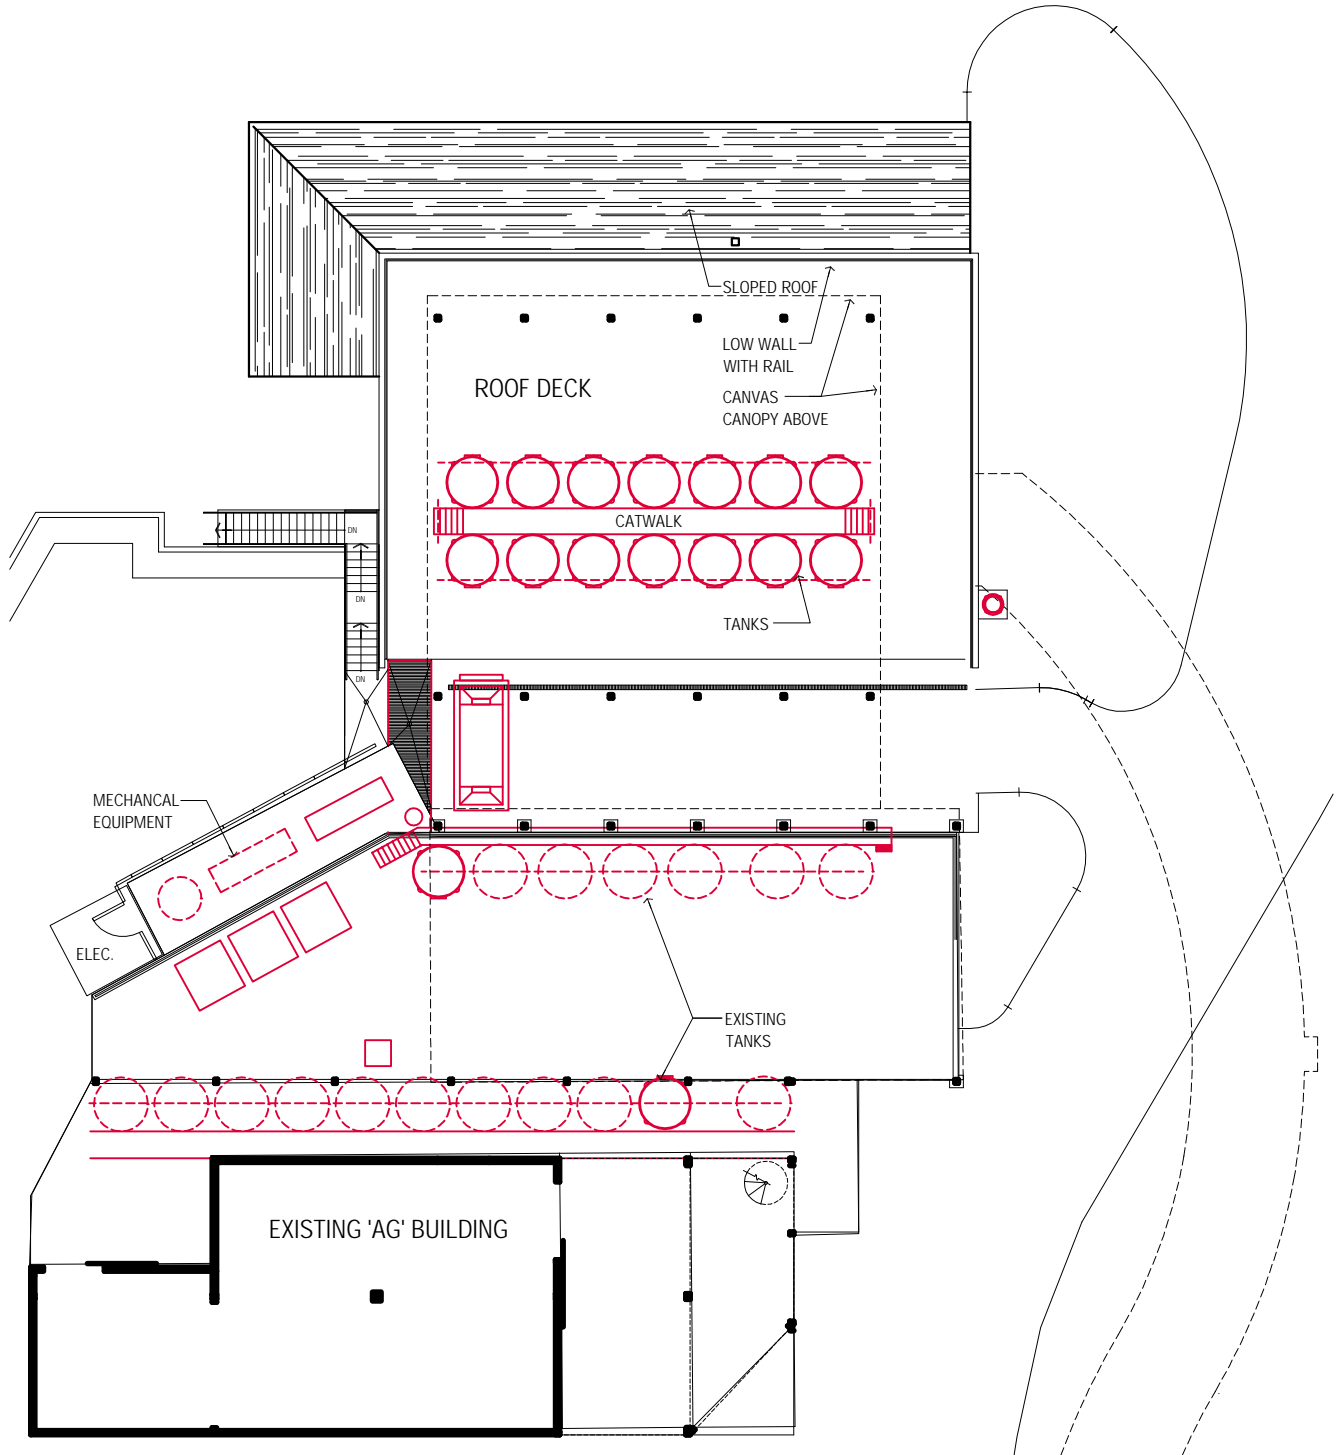 SLOPED ROOF
LOW WALL
WITH RAIL
ROOF DECK
CANVAS
CANOPY ABOVE
CATWALK
DN
DN
TANKS
DN
MECHANCAL
EQUIPMENT
ELEC.
EXISTING
TANKS
EXISTING 'AG' BUILDING